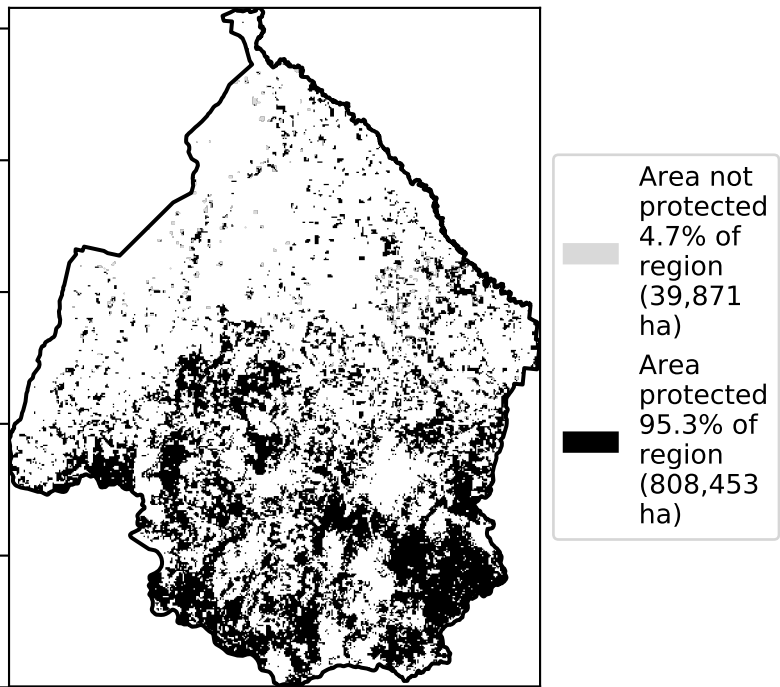 Area not
protected
4.7% of
region
(39,871
ha)
Area
protected
95.3% of
region
(808,453
ha)